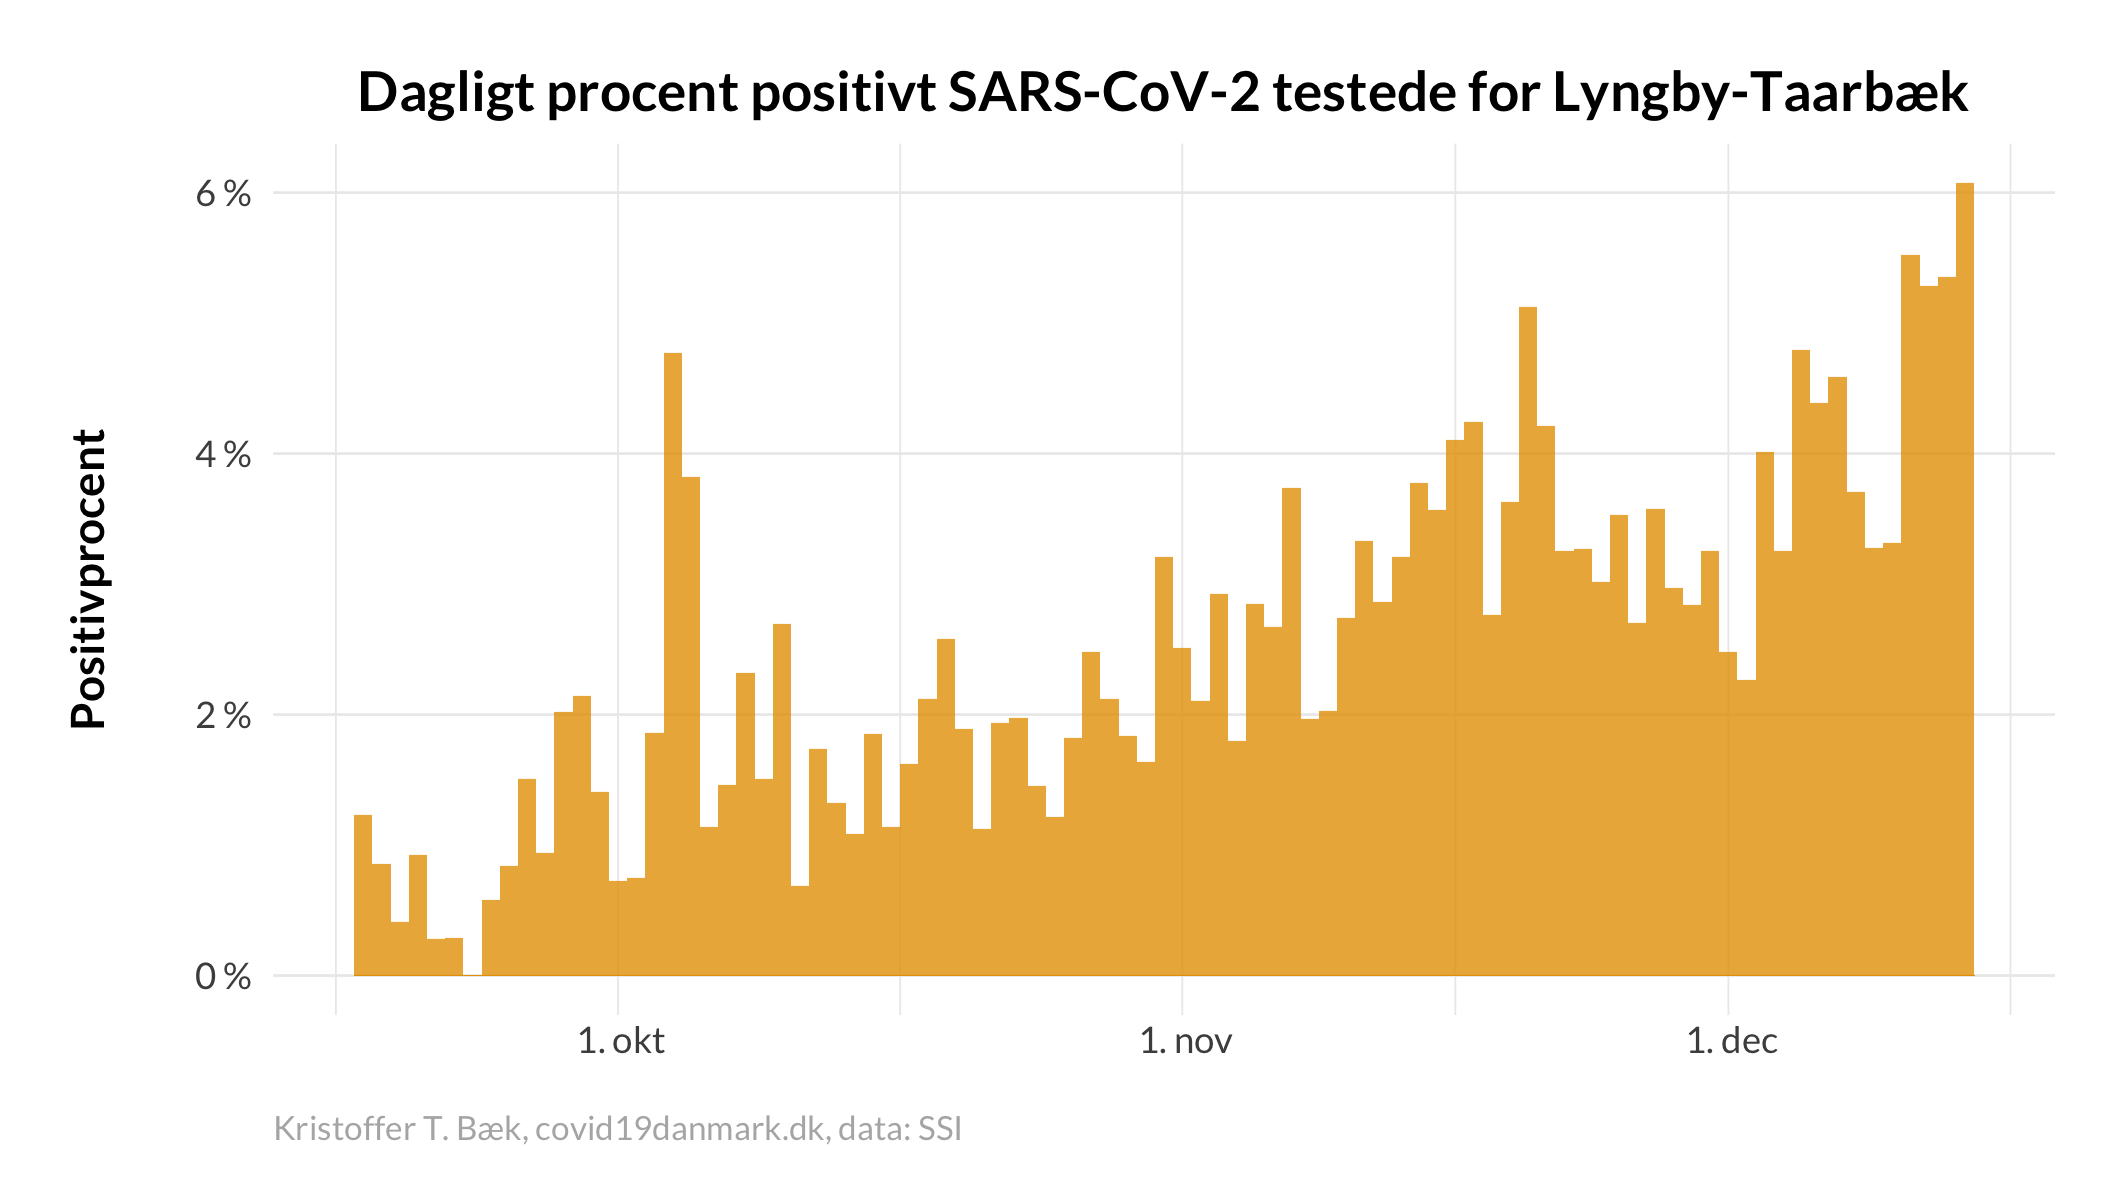 Dagligt procent positivt SARS-CoV-2 testede for Lyngby-Taarbæk
Positivprocent
6 %
4 %
2 %
0 %
1. okt
1. nov
1. dec
Kristoffer T. Bæk, covid19danmark.dk, data: SSI